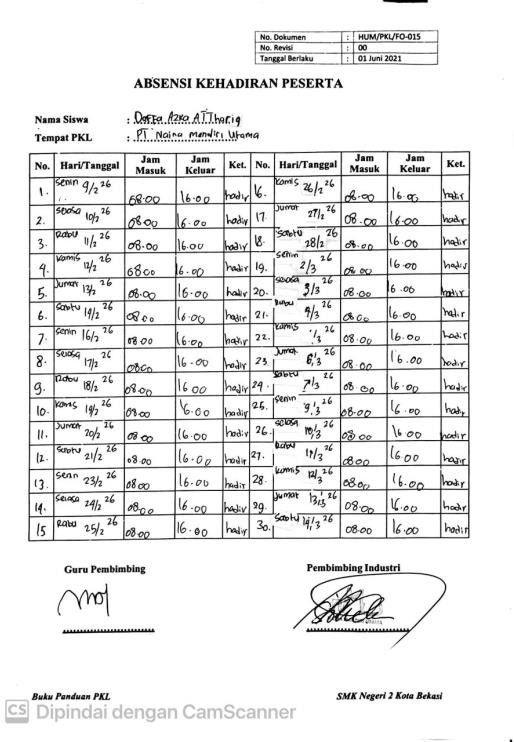 No. Dokumen : HUM/PKL/FO-015
No. Revisi : 00
Tanggal Berlaku : 01 Juni 2021
ABSENSI KEHADIRAN PESERTA
Nama Siswa : Daffa Azka ATThariq
Tempat PKL : PT Naina Mandiri Utama
No. Hari/Tanggal Jam Masuk Jam Keluar Ket. No. Hari/Tanggal Jam Masuk Jam Keluar Ket.
1. Senin 9/2 26 08.00 16.00 hadir 16. Kamis 26/2 26 08.00 16.00 hadir
2. Selasa 10/2 26 08.00 16.00 hadir 17. Jumat 27/2 26 08.00 16.00 hadir
3. Rabu 11/2 26 08.00 16.00 hadir 18. Sabtu 28/2 26 08.00 16.00 hadir
4. Kamis 12/2 26 08.00 16.00 hadir 19. Senin 2/3 26 08.00 16.00 hadir
5. Jumat 13/2 26 08.00 16.00 hadir 20. Selasa 3/3 26 08.00 16.00 hadir
6. Sabtu 14/2 26 08.00 16.00 hadir 21. Rabu 4/3 26 08.00 16.00 hadir
7. Senin 16/2 26 08.00 16.00 hadir 22. Kamis /3 26 08.00 16.00 hadir
8. Selasa 17/2 26 08.00 16.00 hadir 23. Jumat 6/3 26 08.00 16.00 hadir
9. Rabu 18/2 26 08.00 16.00 hadir 24. Sabtu 7/3 26 08.00 16.00 hadir
10. Kamis 19/2 26 08.00 16.00 hadir 25. Senin 9/3 26 08.00 16.00 hadir
11. Jumat 20/2 26 08.00 16.00 hadir 26. Selasa 10/3 26 08.00 16.00 hadir
12. Sabtu 21/2 26 08.00 16.00 hadir 27. Rabu 11/3 26 08.00 16.00 hadir
13. Senin 23/2 26 08.00 16.00 hadir 28. Kamis 12/3 26 08.00 16.00 hadir
14. Selasa 24/2 26 08.00 16.00 hadir 29. Jumat 13/3 26 08.00 16.00 hadir
15 Rabu 25/2 26 08.00 16.00 hadir 30. Sabtu 14/3 26 08.00 16.00 hadir
Guru Pembimbing Pembimbing Industri
Buku Panduan PKL SMK Negeri 2 Kota Bekasi
CS Dipindai dengan CamScanner